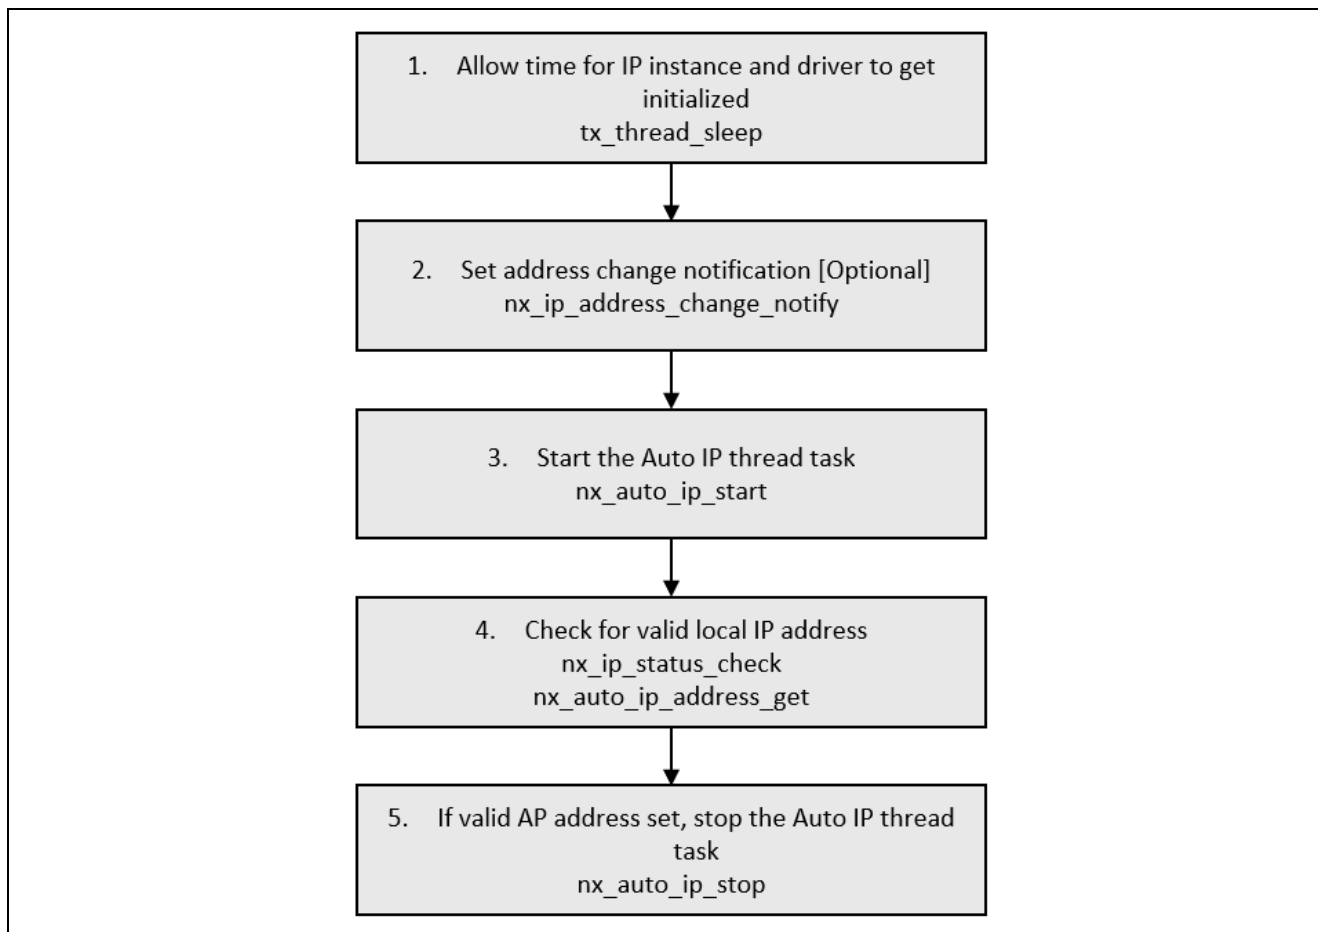 1. Allow time for IP instance and driver to get
initialized
tx_thread_sleep
2. Set address change notification [Optional]
nx_ip_address_change_notify
3. Start the Auto IP thread task
nx_auto_ip_start
4. Check for valid local IP address
nx_ip_status_check
nx_auto_ip_address_get
5. If valid AP address set, stop the Auto IP thread
task
nx_auto_ip_stop